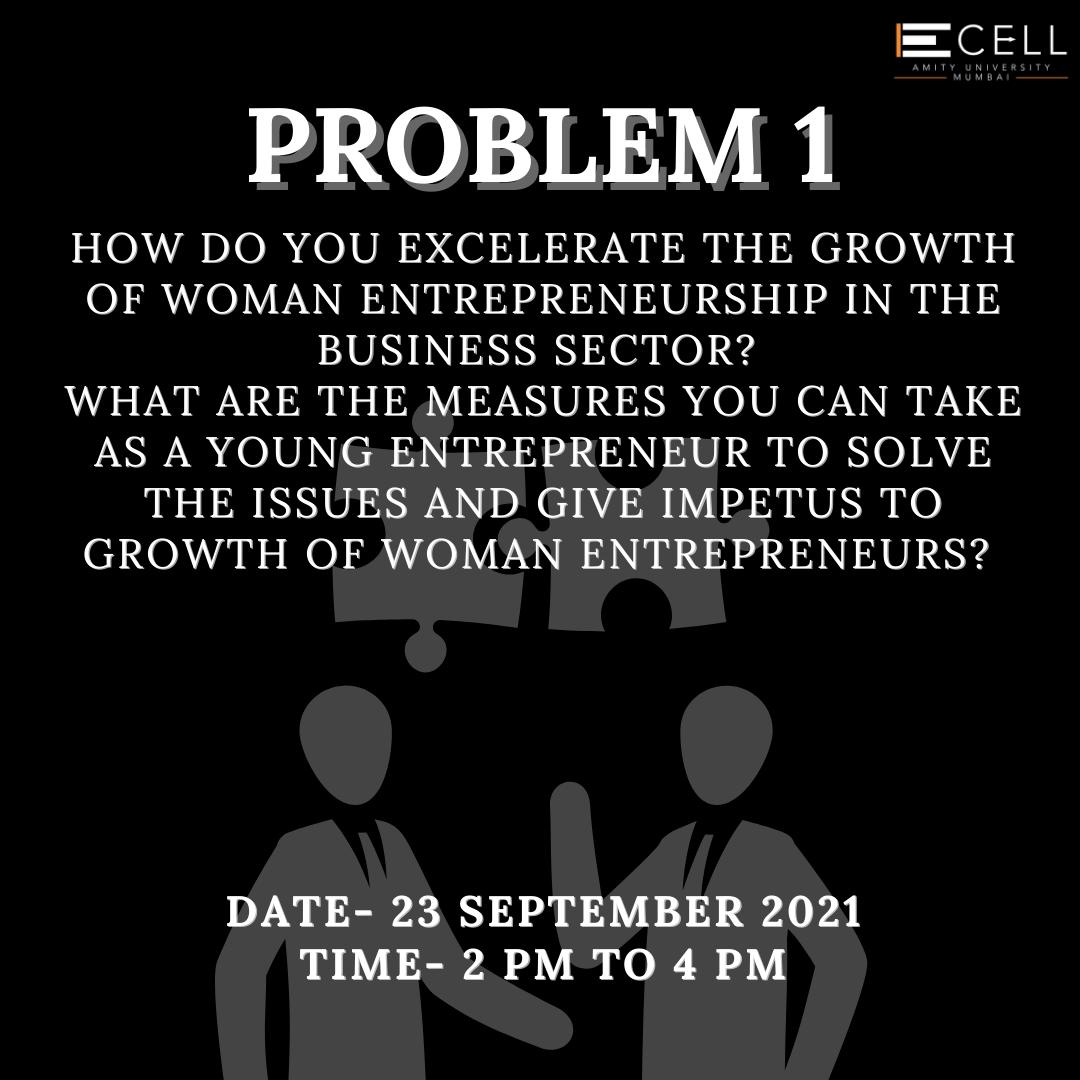 ECELL
AMITY UNIVERSITY
MUMBAI
PROBLEM 1
HOW DO YOU EXCELERATE THE GROWTH
OF WOMAN ENTREPRENEURSHIP IN THE
BUSINESS SECTOR?
WHAT ARE THE MEASURES YOU CAN TAKE
AS A YOUNG ENTREPRENEUR TO SOLVE
THE ISSUES AND GIVE IMPETUS TO
GROWTH OF WOMAN ENTREPRENEURS?
DATE- 23 SEPTEMBER 2021
TIME- 2 PM TO 4 PM